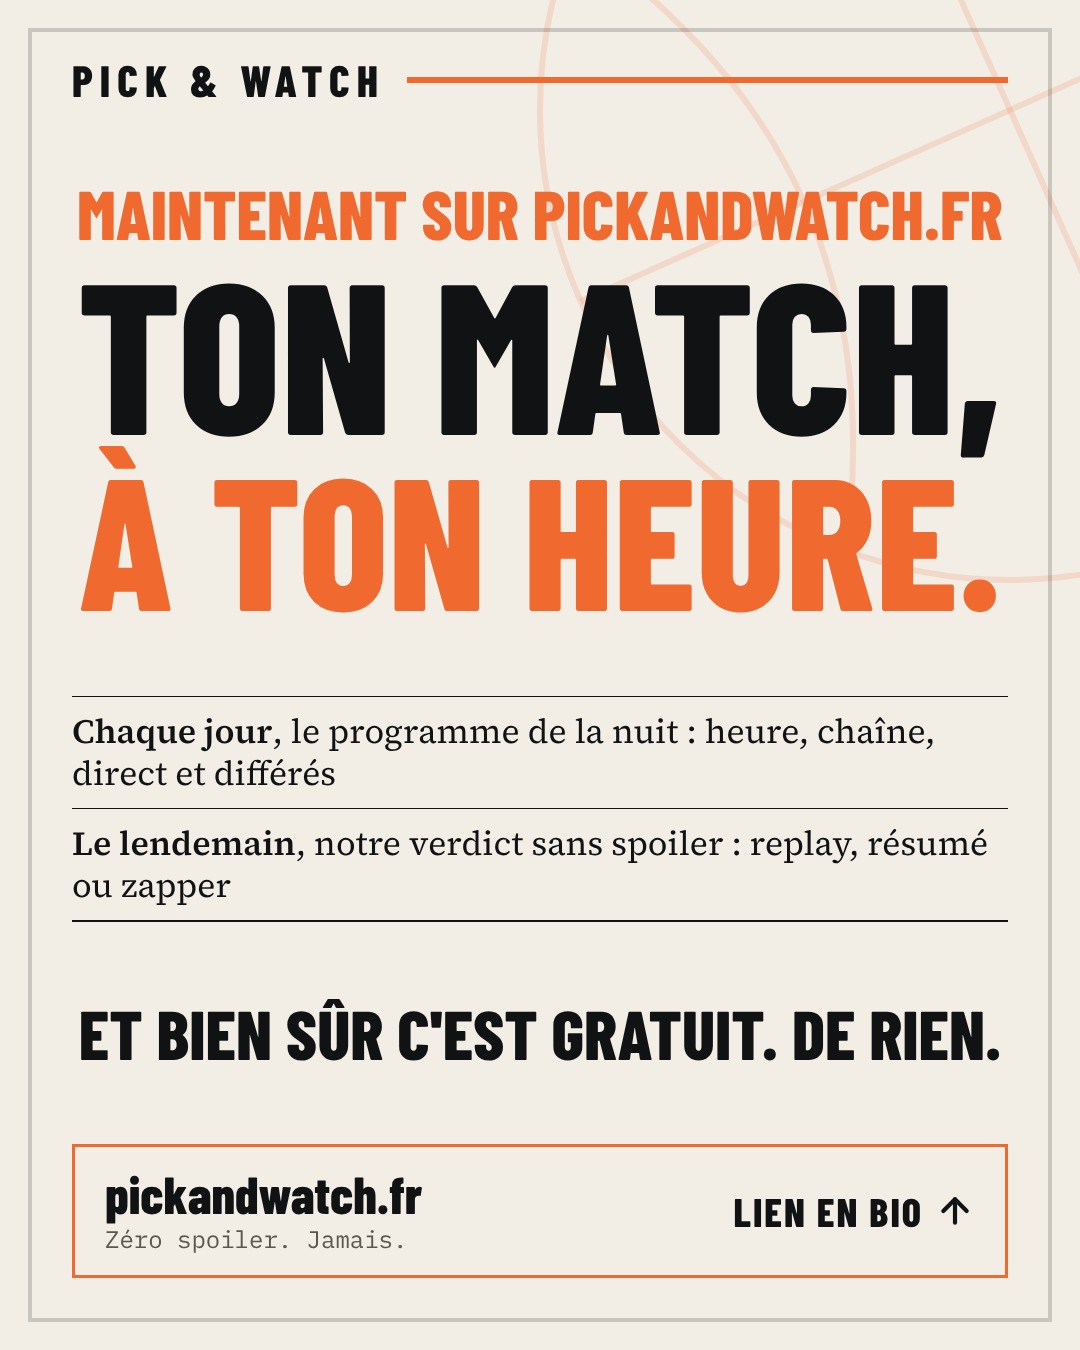 PICK & WATCH
MAINTENANT SUR PICKANDWATCH.FR
TON MATCH,
À TON HEURE.
Chaque jour, le programme de la nuit : heure, chaîne,
direct et différés
Le lendemain, notre verdict sans spoiler : replay, résumé
ou zapper
ET BIEN SÛR C'EST GRATUIT. DE RIEN.
pickandwatch.fr
Zéro spoiler. Jamais.
LIEN EN BIO ↑